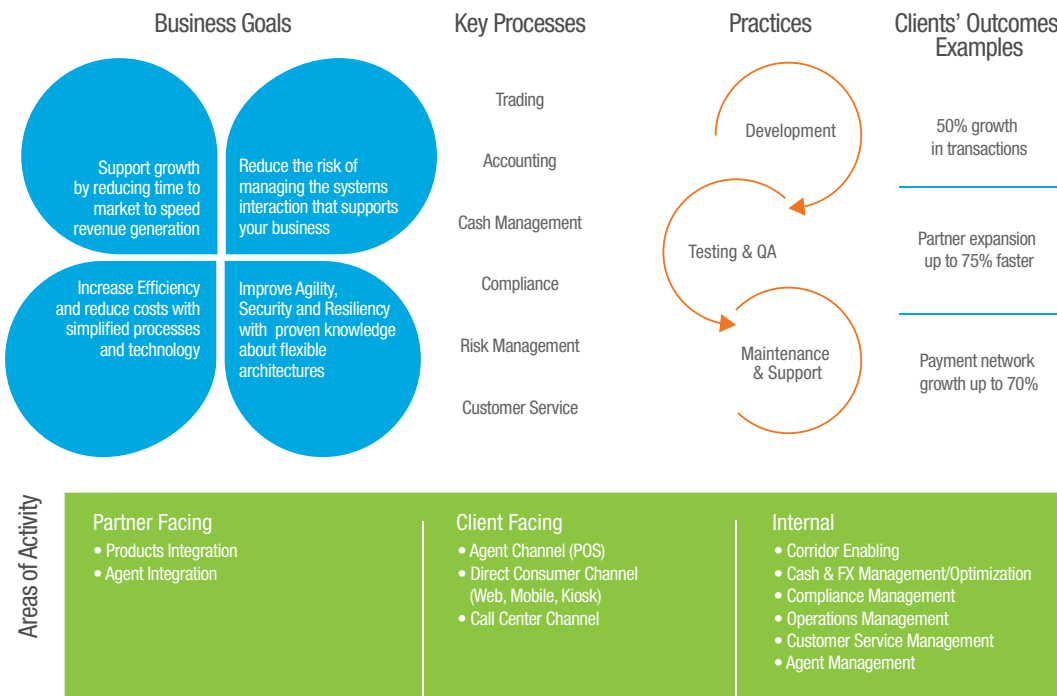 Business Goals
Support growth
by reducing time to
market to speed
revenue generation
Reduce the risk of
managing the systems
interaction that supports
your business
Increase Efficiency
and reduce costs with
simplified processes
and technology
Improve Agility,
Security and Resiliency
with proven knowledge
about flexible
architectures
Key Processes
Trading
Accounting
Cash Management
Compliance
Risk Management
Customer Service
Practices
Development
Testing & QA
Maintenance
& Support
Clients' Outcomes
Examples
50% growth
in transactions
Partner expansion
up to 75% faster
Payment network
growth up to 70%
Areas of Activity
Partner Facing
• Products Integration
• Agent Integration
Client Facing
• Agent Channel (POS)
• Direct Consumer Channel
(Web, Mobile, Kiosk)
• Call Center Channel
Internal
• Corridor Enabling
• Cash & FX Management/Optimization
• Compliance Management
• Operations Management
• Customer Service Management
• Agent Management